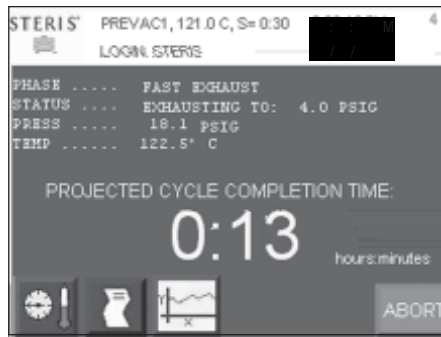 STERIS PREVAC1, 121.0 C, S= 0:30
LOGIN: STERIS
PHASE ..... FAST EXHAUST
STATUS .... EXHAUSTING TO: 4.0 PSIG
PRESS ..... 18.1 PSIG
TEMP ...... 122.5° C
PROJECTED CYCLE COMPLETION TIME:
0:13
hours:minutes
ABORT